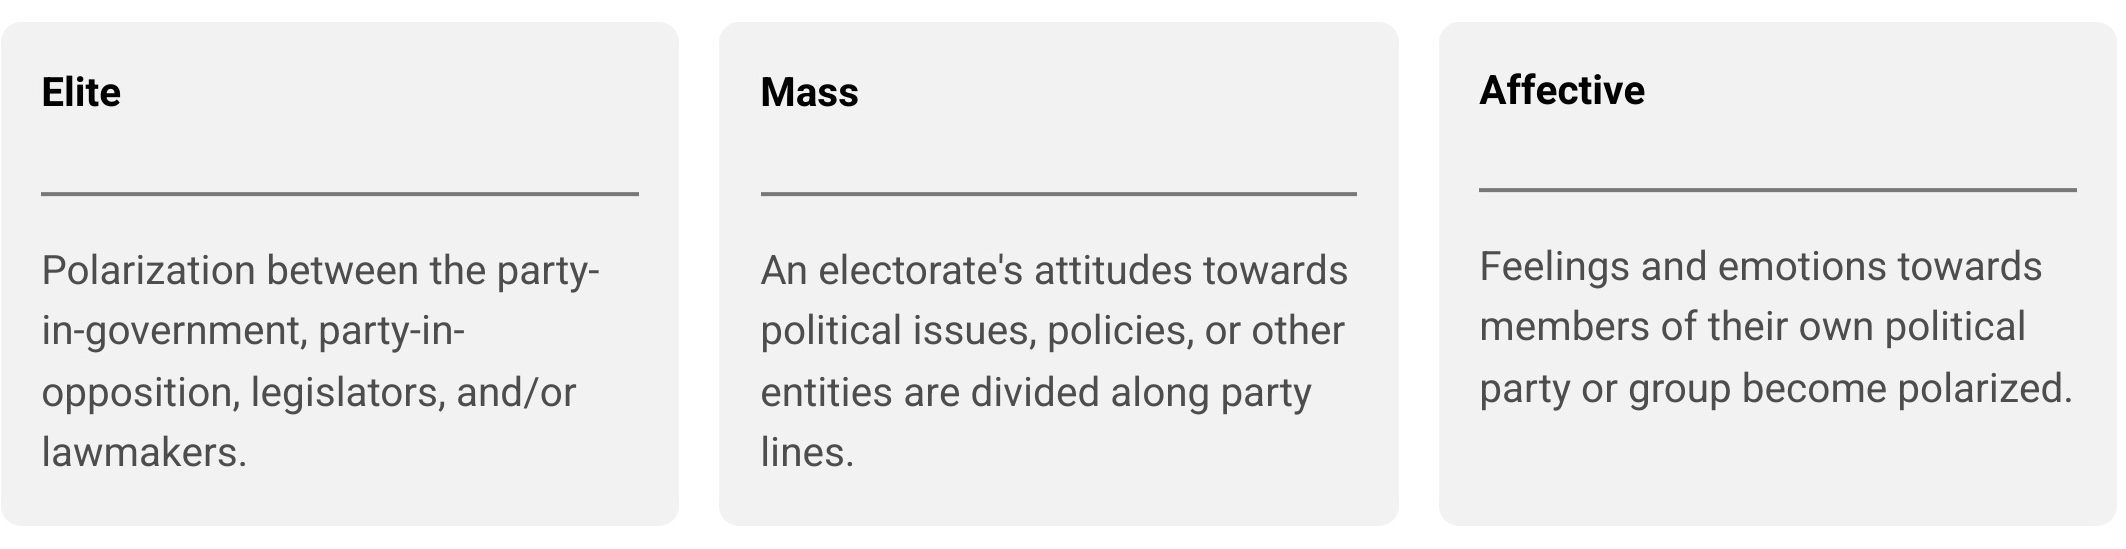 Elite
Polarization between the party-
in-government, party-in-
opposition, legislators, and/or
lawmakers.
Mass
An electorate's attitudes towards
political issues, policies, or other
entities are divided along party
lines.
Affective
Feelings and emotions towards
members of their own political
party or group become polarized.